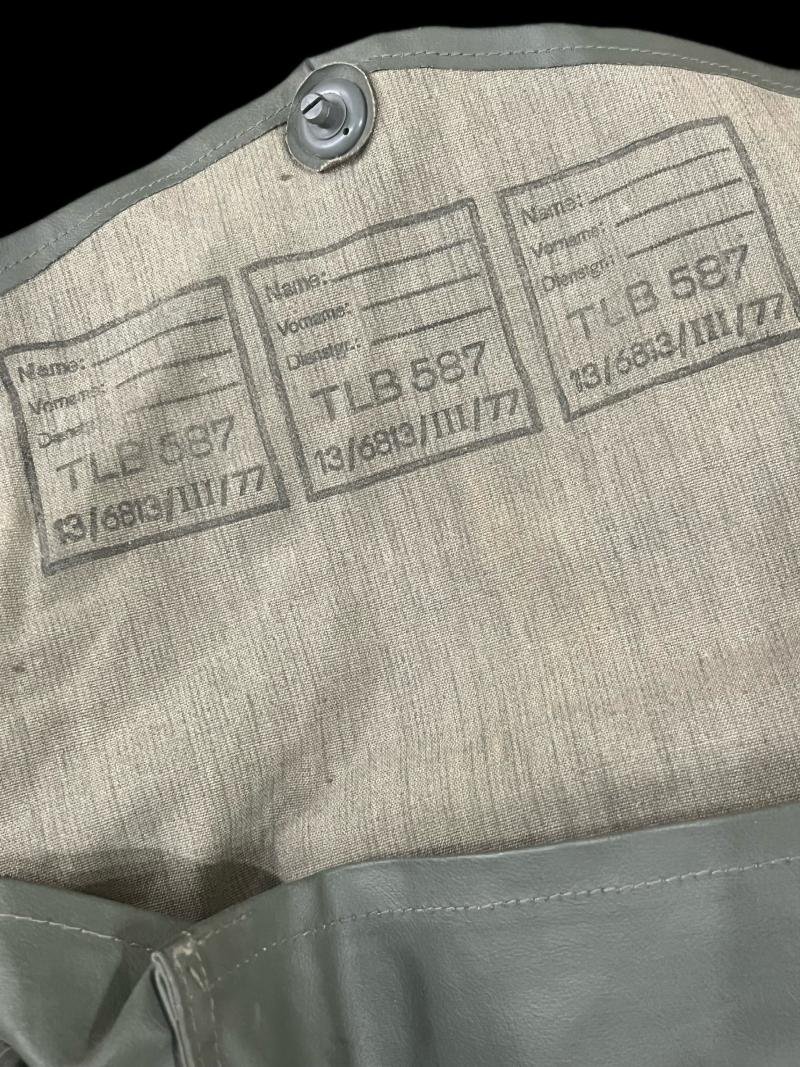 Name:
Vorname:
Dienstgr.:
TLB 587
13/6813/III/77
Name:
Vorname:
Dienstgr.:
TLB 587
13/6813/III/77
Name:
Vorname:
Dienstgr.:
TLB 587
13/6813/III/77